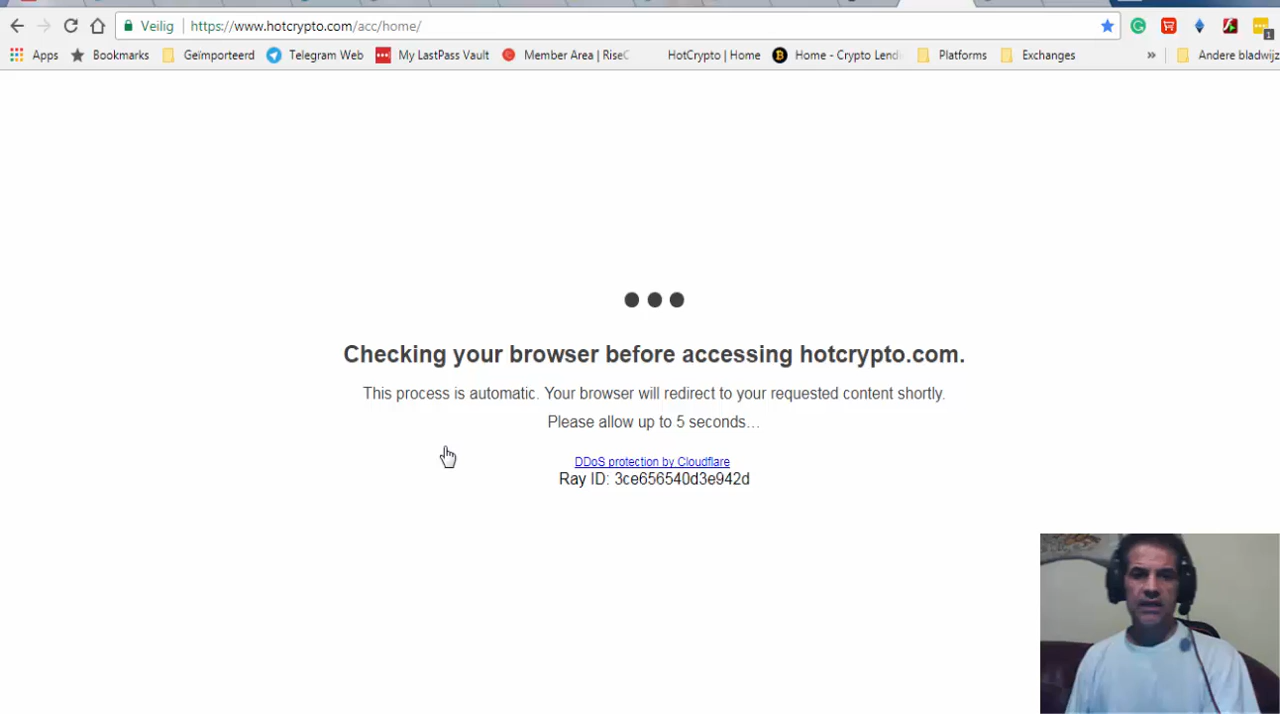 Veilig https://www.hotcrypto.com/acc/home/
1
Apps Bookmarks Geïmporteerd Telegram Web My LastPass Vault Member Area | RiseC HotCrypto | Home Home - Crypto Lend Platforms Exchanges » Andere bladwijz
Checking your browser before accessing hotcrypto.com.
This process is automatic. Your browser will redirect to your requested content shortly.
Please allow up to 5 seconds…
DDoS protection by Cloudflare
Ray ID: 3ce656540d3e942d